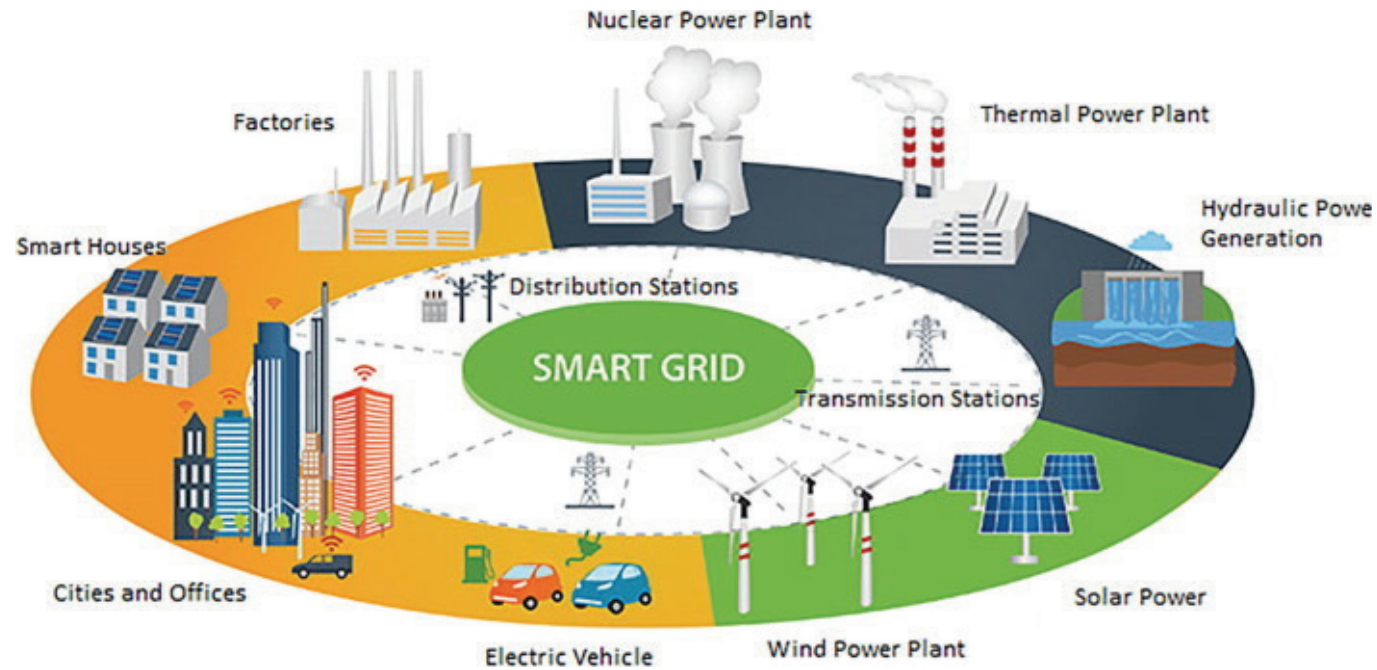 Nuclear Power Plant
Factories
Thermal Power Plant
Hydraulic Powe
Generation
Smart Houses
Distribution Stations
SMART GRID
Transmission Stations
Cities and Offices
Solar Power
Wind Power Plant
Electric Vehicle